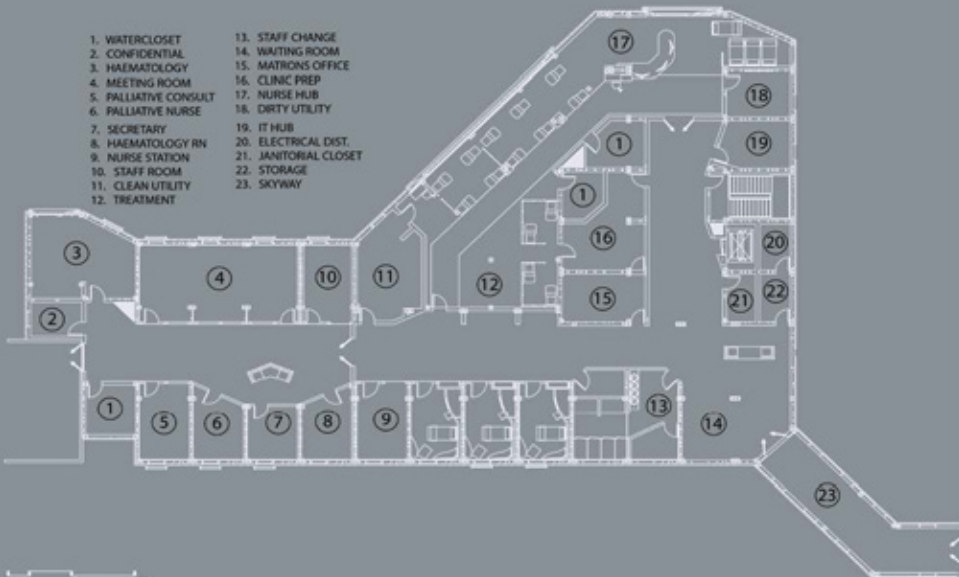 1. WATERCLOSET
2. CONFIDENTIAL
3. HAEMATOLOGY
4. MEETING ROOM
5. PALLIATIVE CONSULT
6. PALLIATIVE NURSE
7. SECRETARY
8. HAEMATOLOGY RN
9. NURSE STATION
10. STAFF ROOM
11. CLEAN UTILITY
12. TREATMENT
13. STAFF CHANGE
14. WAITING ROOM
15. MATRONS OFFICE
16. CLINIC PREP
17. NURSE HUB
18. DIRTY UTILITY
19. IT HUB
20. ELECTRICAL DIST.
21. JANITORIAL CLOSET
22. STORAGE
23. SKYWAY
17
18
1
19
1
16
20
3
4
10
11
12
15
21
22
2
1
5
6
7
8
9
13
14
23